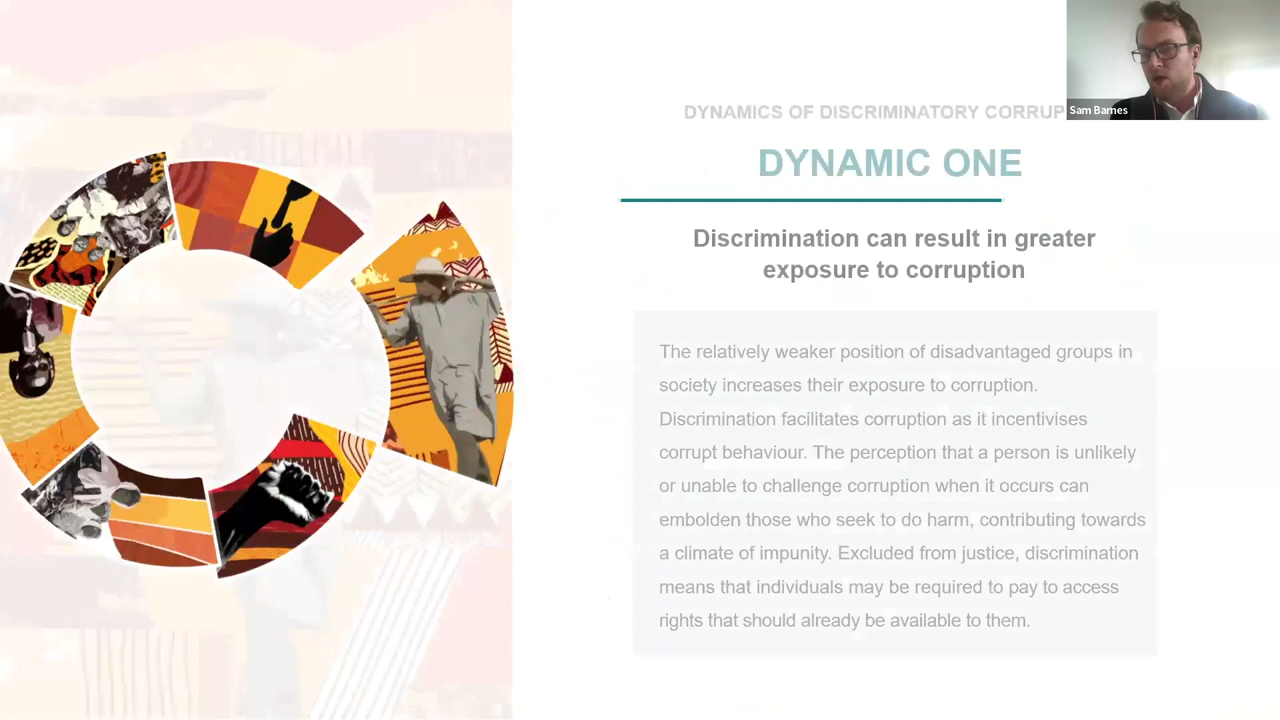 DYNAMICS OF DISCRIMINATORY CORRUP
Sam Barnes
DYNAMIC ONE
Discrimination can result in greater
exposure to corruption
The relatively weaker position of disadvantaged groups in
society increases their exposure to corruption.
Discrimination facilitates corruption as it incentivises
corrupt behaviour. The perception that a person is unlikely
or unable to challenge corruption when it occurs can
embolden those who seek to do harm, contributing towards
a climate of impunity. Excluded from justice, discrimination
means that individuals may be required to pay to access
rights that should already be available to them.